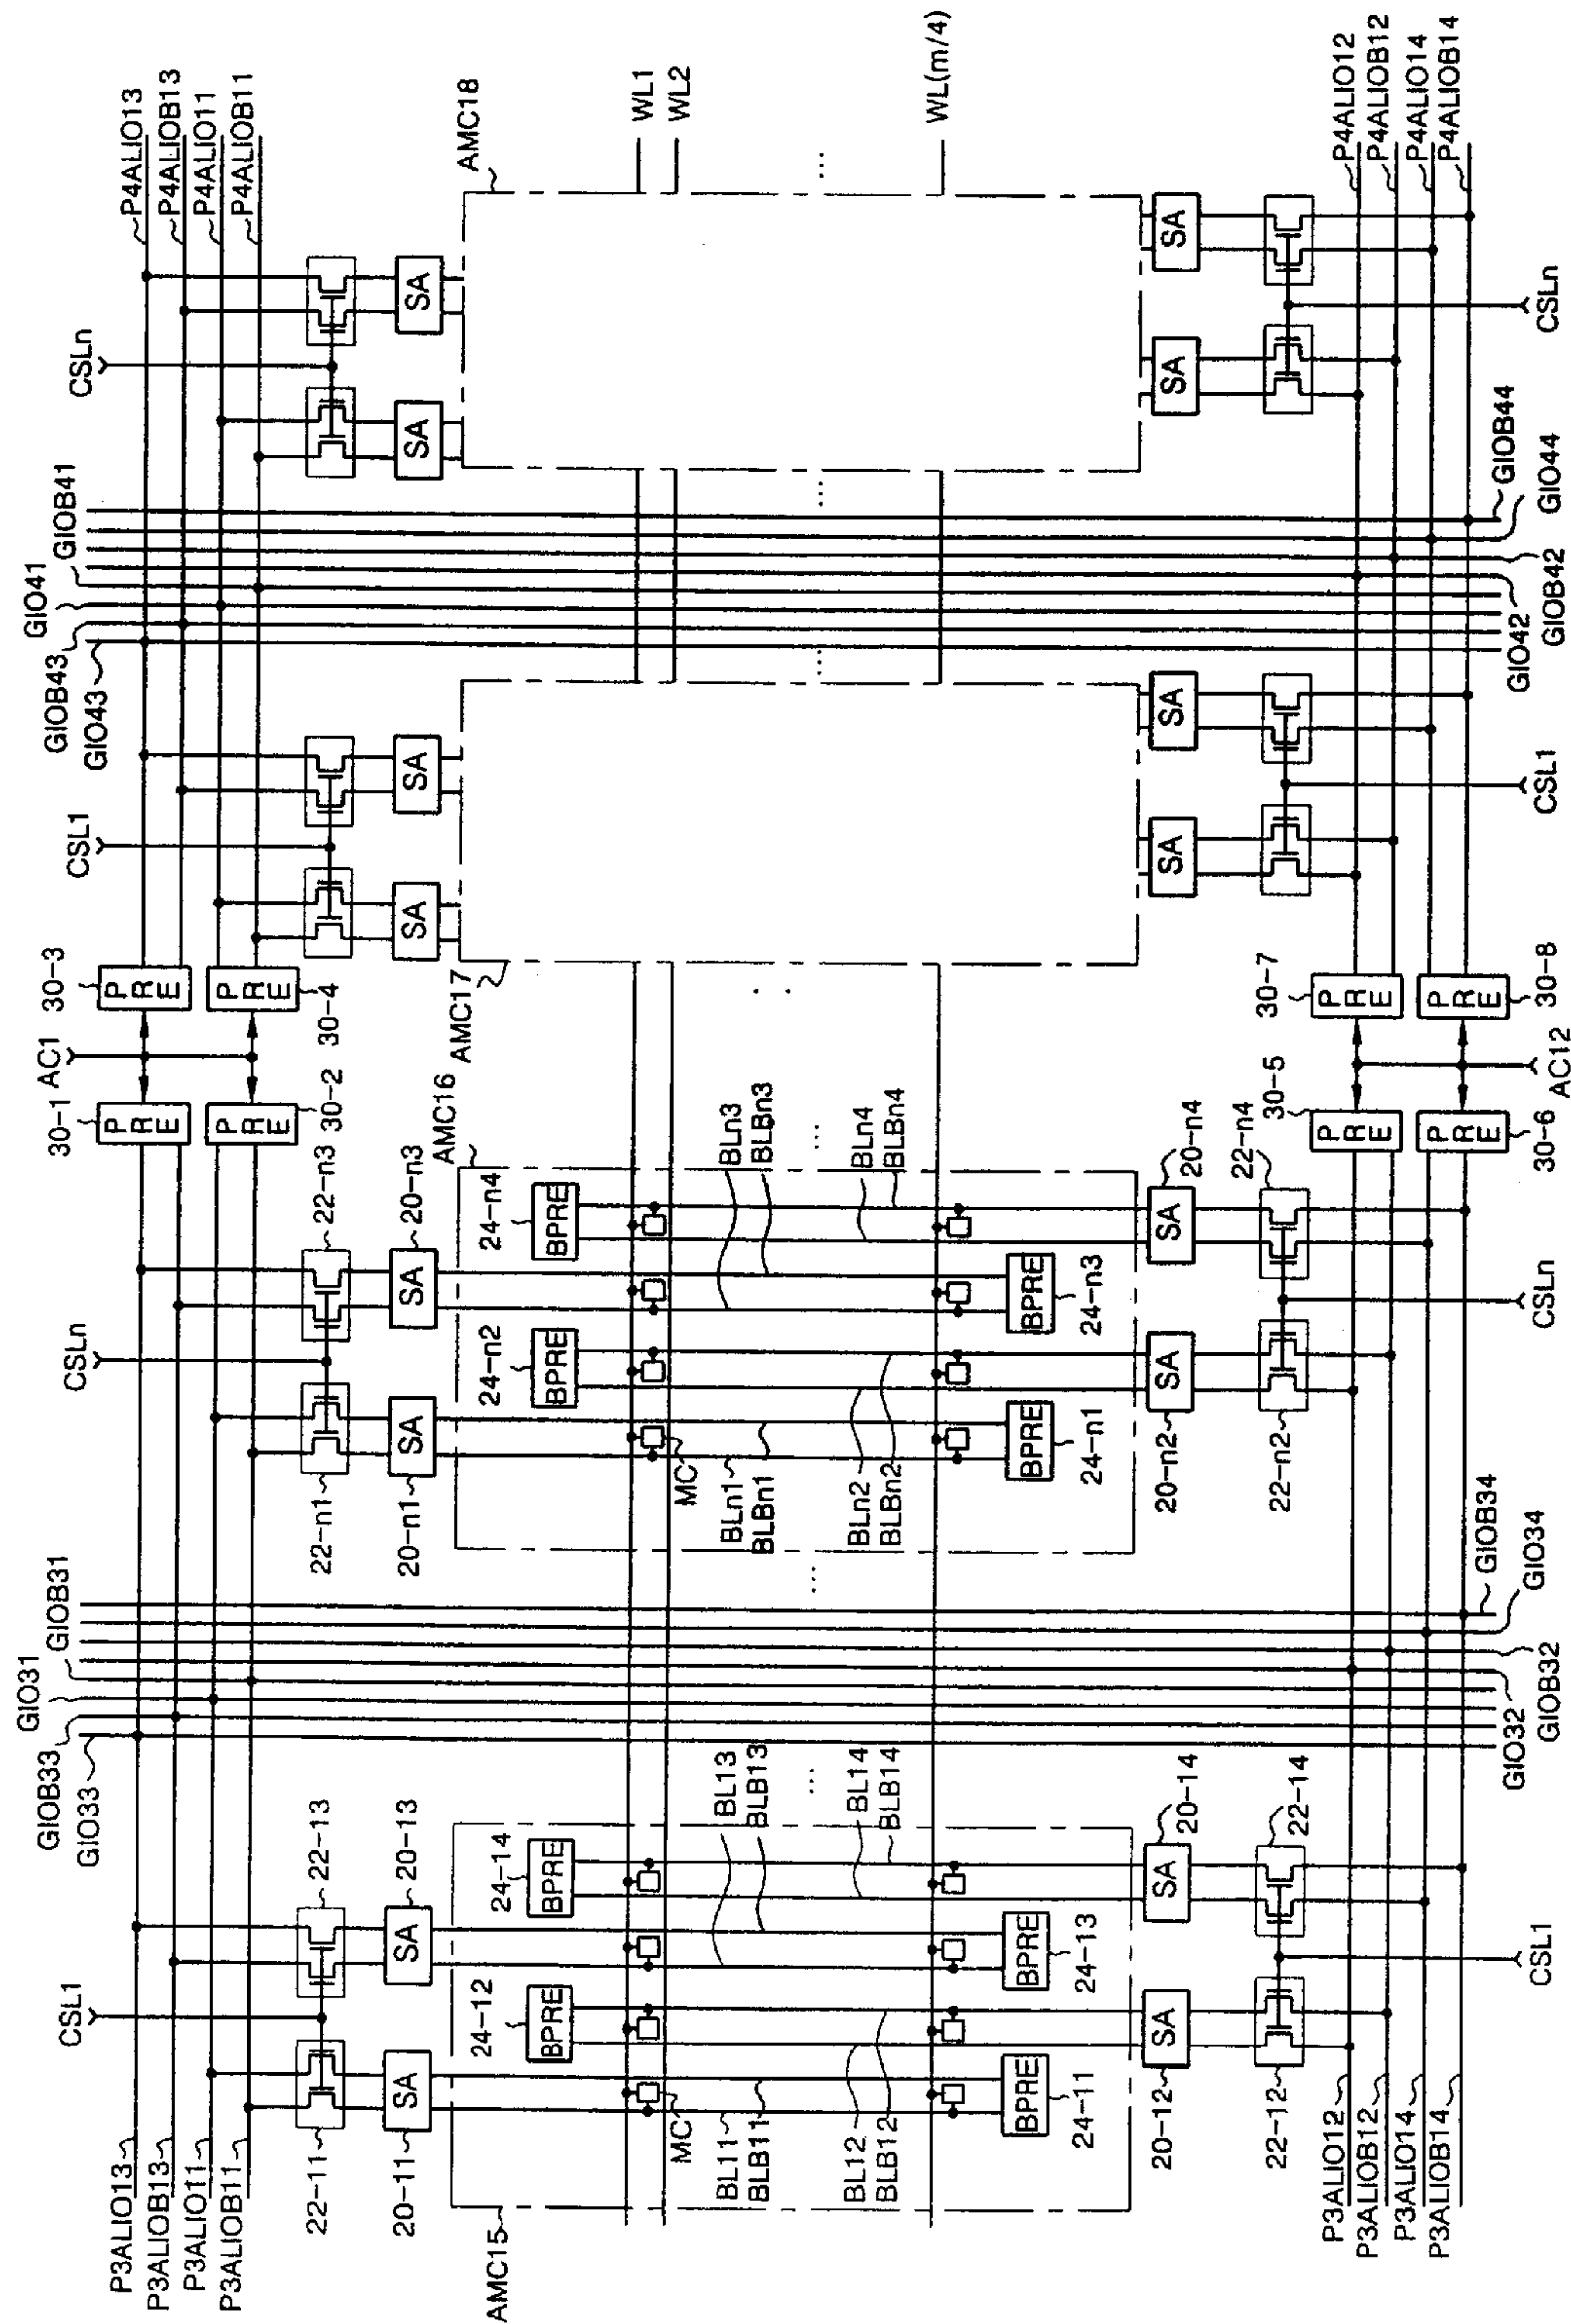 P3ALIO13
P3ALIOB13
P3ALIO11
P3ALIOB11
CSL1
GIO33
GIOB33
GIO31
GIOB31
CSLn
30-1
PRE
AC1
30-3
PRE
PRE
30-2
PRE
30-4
CSL1
GIO43
GIOB43
GIO41
GIOB41
CSLn
P4ALIO13
P4ALIOB13
P4ALIO11
P4ALIOB11
22-11
22-13
22-n1
22-n3
20-11
SA
SA
20-13
20-n1
SA
SA
20-n3
SA
SA
SA
SA
AMC15
AMC16
AMC17
AMC18
24-12
BPRE
24-14
BPRE
24-n2
BPRE
24-n4
BPRE
WL1
WL2
MC
MC
BL11
BLB11
BL13
BLB13
BLn1
BLBn1
BLn3
BLBn3
...
...
...
...
...
...
BL12
BLB12
BL14
BLB14
BLn2
BLBn2
BLn4
BLBn4
WL(m/4)
BPRE
24-11
BPRE
24-13
BPRE
24-n1
BPRE
24-n3
20-12
SA
SA
20-14
20-n2
SA
SA
20-n4
SA
SA
SA
SA
22-12
22-14
22-n2
22-n4
30-5
PRE
30-7
PRE
P3ALIO12
P3ALIOB12
P3ALIO14
P3ALIOB14
P4ALIO12
P4ALIOB12
P4ALIO14
P4ALIOB14
PRE
30-6
PRE
30-8
CSL1
GIO32
GIOB32
GIO34
GIOB34
CSLn
AC12
CSL1
GIO42
GIOB42
GIO44
GIOB44
CSLn